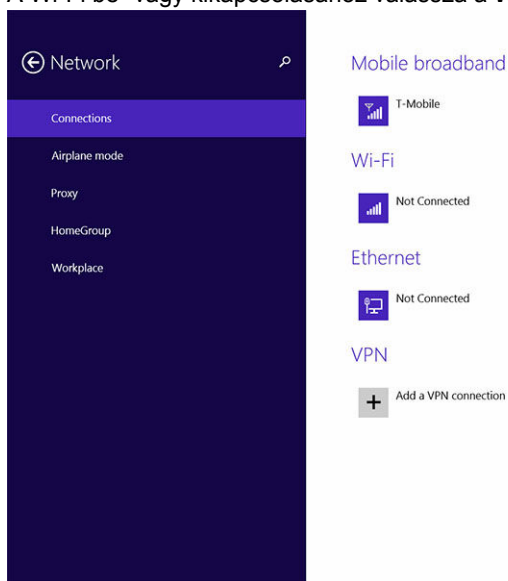 Network
Connections
Airplane mode
Proxy
HomeGroup
Workplace
Mobile broadband
T-Mobile
Wi-Fi
Not Connected
Ethernet
Not Connected
VPN
Add a VPN connection